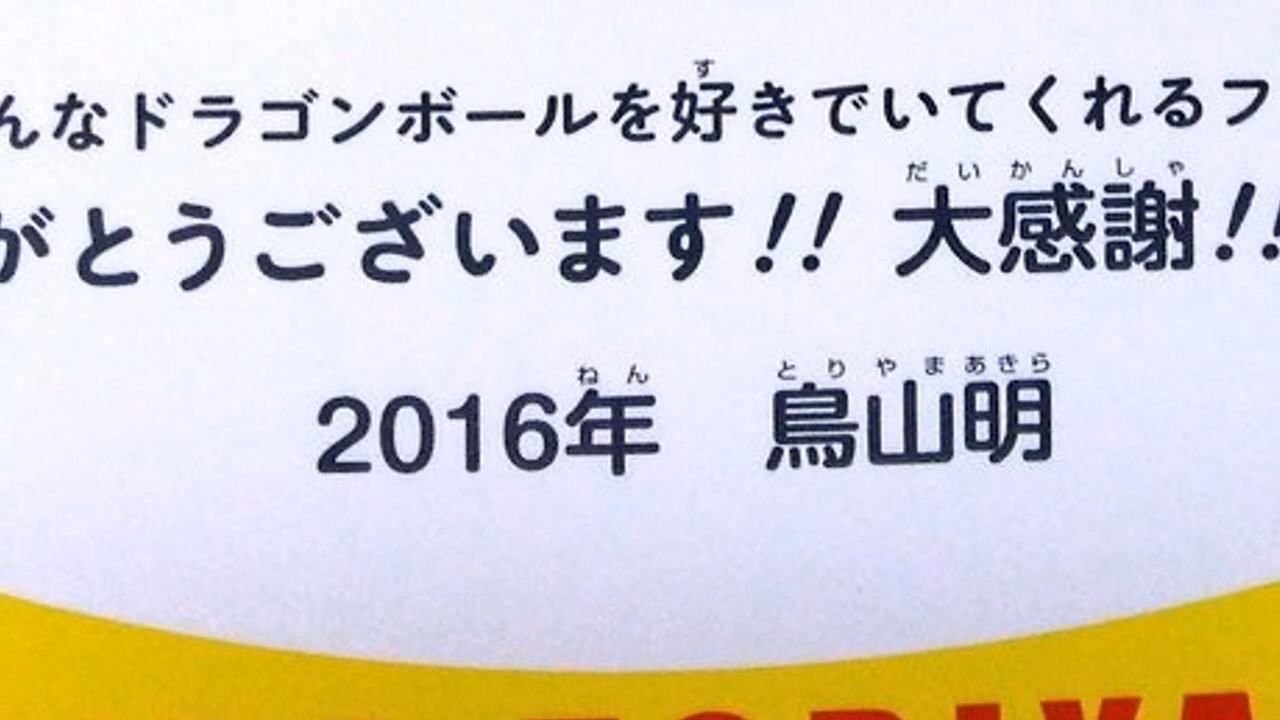 んなドラゴンボールを好きでいてくれるフ
がとうございます!! 大感謝!!
2016年 鳥山明